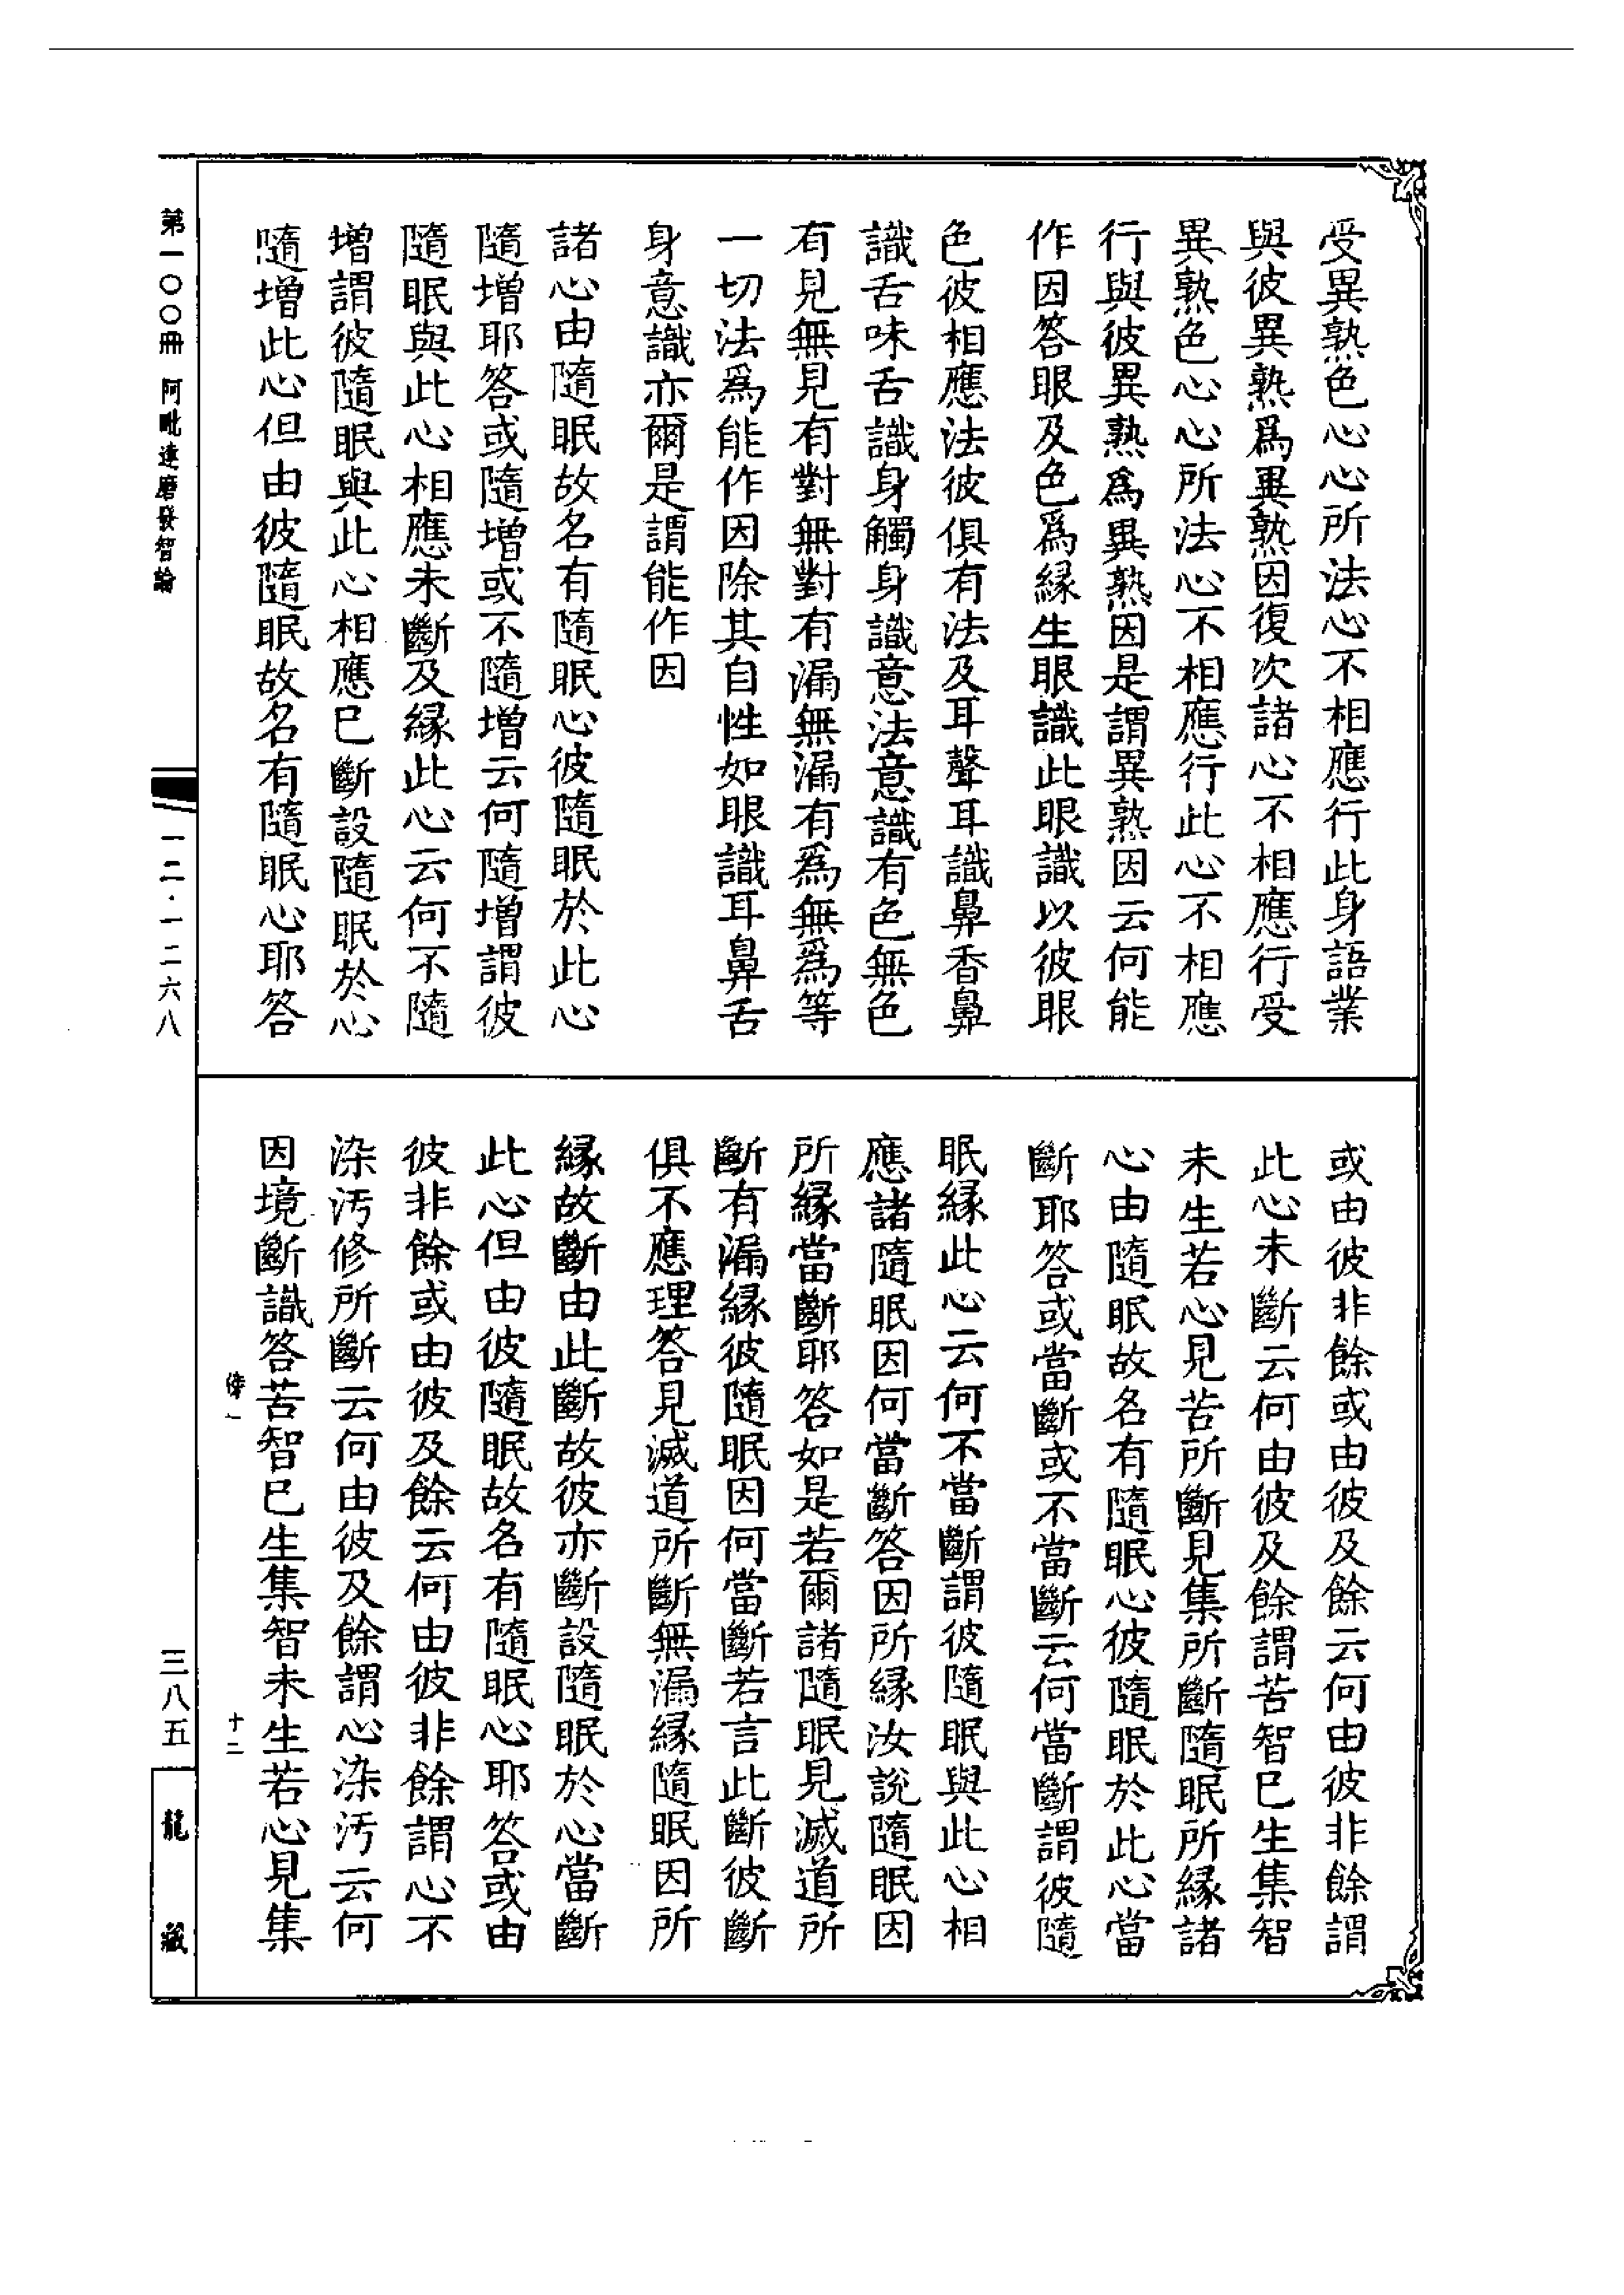 受異熟色心心所法心不相應行此身語業
與彼異熟爲異熟因復次諸心不相應行受
異熟色心心所法心不相應行此心不相應
行與彼異熟爲異熟因是謂異熟因云何能
作因答眼及色爲緣生眼識此眼識以彼眼
色彼相應法彼俱有法及耳聲耳識鼻香鼻
識舌味舌識身觸身識意法意識有色無色
有見無見有對無對有漏無漏有爲無爲等
一切法爲能作因除其自性如眼識耳鼻舌
身意識亦爾是謂能作因
諸心由隨眠故名有隨眠心彼隨眠於此心
隨增耶答或隨增或不隨增云何隨增謂彼
隨眠與此心相應未斷及緣此心云何不隨
增謂彼隨眠與此心相應已斷設隨眠於心
隨增此心但由彼隨眠故名有隨眠心耶答
或由彼非餘或由彼及餘云何由彼非餘謂
此心未斷云何由彼及餘謂苦智已生集智
未生若心見苦所斷見集所斷隨眠所緣諸
心由隨眠故名有隨眠心彼隨眠於此心當
斷耶答或當斷或不當斷云何當斷謂彼隨
眠緣此心云何不當斷謂彼隨眠與此心相
應諸隨眠因何當斷答因所緣汝說隨眠因
所緣當斷耶答如是若爾諸隨眠見滅道所
斷有漏緣彼隨眠因何當斷若言此斷彼斷
俱不應理答見滅道所斷無漏緣隨眠因所
緣故斷由此斷故彼亦斷設隨眠於心當斷
此心但由彼隨眠故名有隨眠心耶答或由
彼非餘或由彼及餘云何由彼非餘謂心不
染污修所斷云何由彼及餘謂心染污云何
因境斷識答苦智已生集智未生若心見集
十二
第一〇〇冊 阿毗達磨發智論
一二·一二六八
三八五
龍藏